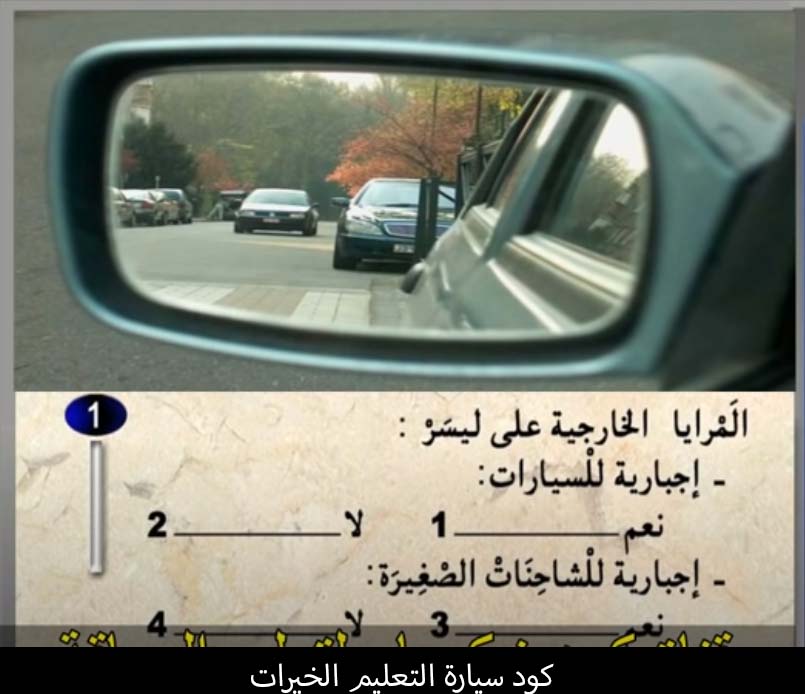 1
الَمْرايا الخارجية على ليسَرْ :
- إجبارية للْسيارات:
نعم 1 لا 2
- إجبارية للْشاحِنَاتْ الصْغِيرَة:
نعم 3 لا 4
كود سيارة التعليم الخيرات